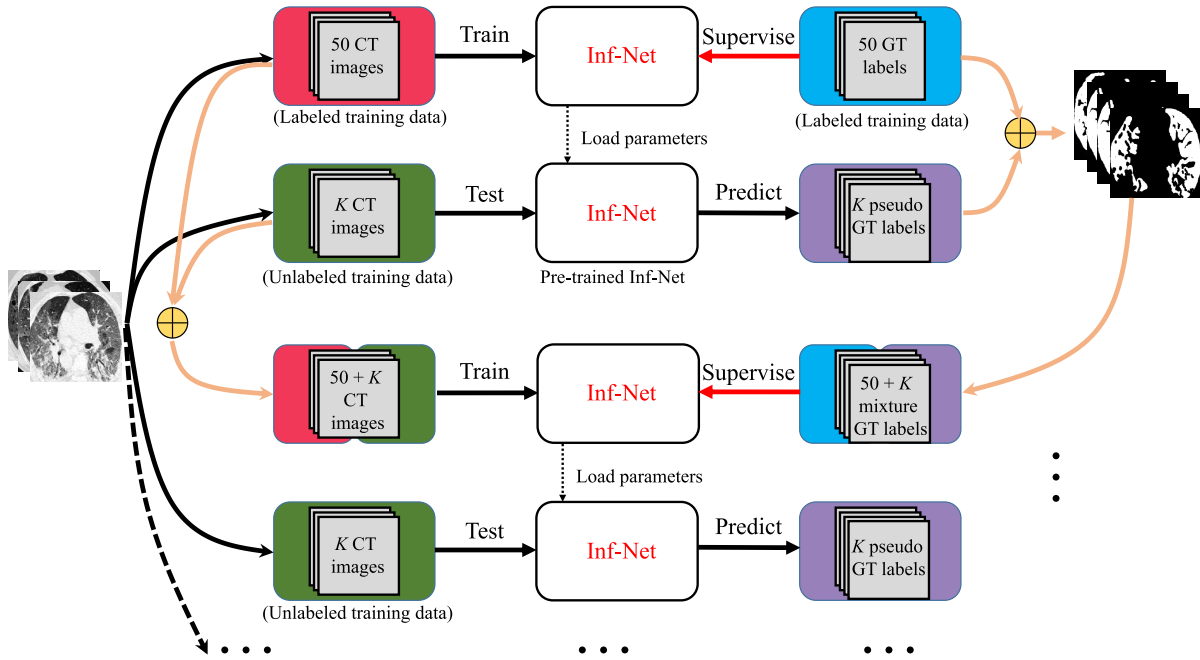 50 CT
images
(Labeled training data)
Train
Inf-Net
Supervise
50 GT
labels
(Labeled training data)
Load parameters
K CT
images
(Unlabeled training data)
Test
Inf-Net
Pre-trained Inf-Net
Predict
K pseudo
GT labels
50 + K
CT
images
Train
Inf-Net
Supervise
50 + K
mixture
GT labels
Load parameters
K CT
images
(Unlabeled training data)
Test
Inf-Net
Predict
K pseudo
GT labels